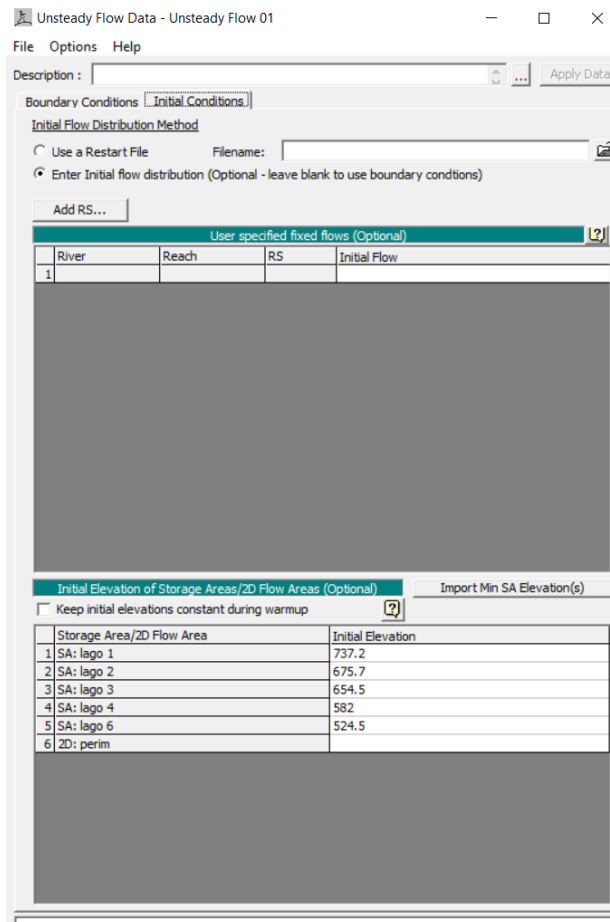 Unsteady Flow Data - Unsteady Flow 01
File Options Help
Description : ... Apply Data
Boundary Conditions Initial Conditions
Initial Flow Distribution Method
Use a Restart File Filename:
Enter Initial flow distribution (Optional - leave blank to use boundary condtions)
Add RS...
User specified fixed flows (Optional)
River Reach RS Initial Flow
1
Initial Elevation of Storage Areas/2D Flow Areas (Optional) Import Min SA Elevation(s)
Keep initial elevations constant during warmup
Storage Area/2D Flow Area Initial Elevation
1 SA: lago 1 737.2
2 SA: lago 2 675.7
3 SA: lago 3 654.5
4 SA: lago 4 582
5 SA: lago 6 524.5
6 2D: perim